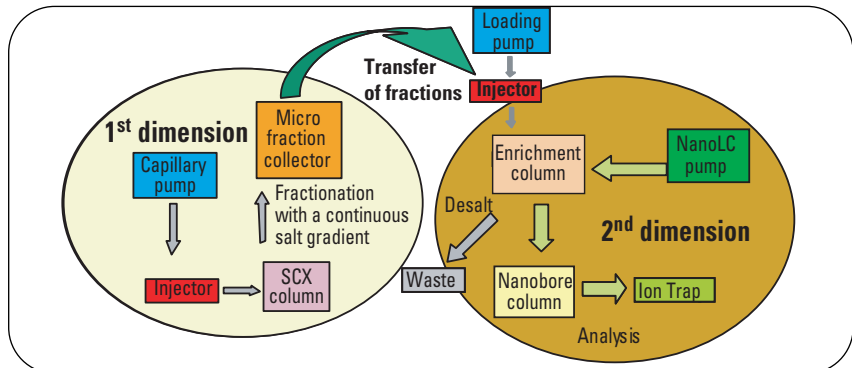 1st dimension
Capillary
pump
Injector
SCX
column
Fractionation
with a continuous
salt gradient
Micro
fraction
collector
Transfer
of fractions
Loading
pump
Injector
Enrichment
column
NanoLC
pump
Desalt
Waste
2nd dimension
Nanobore
column
Ion Trap
Analysis